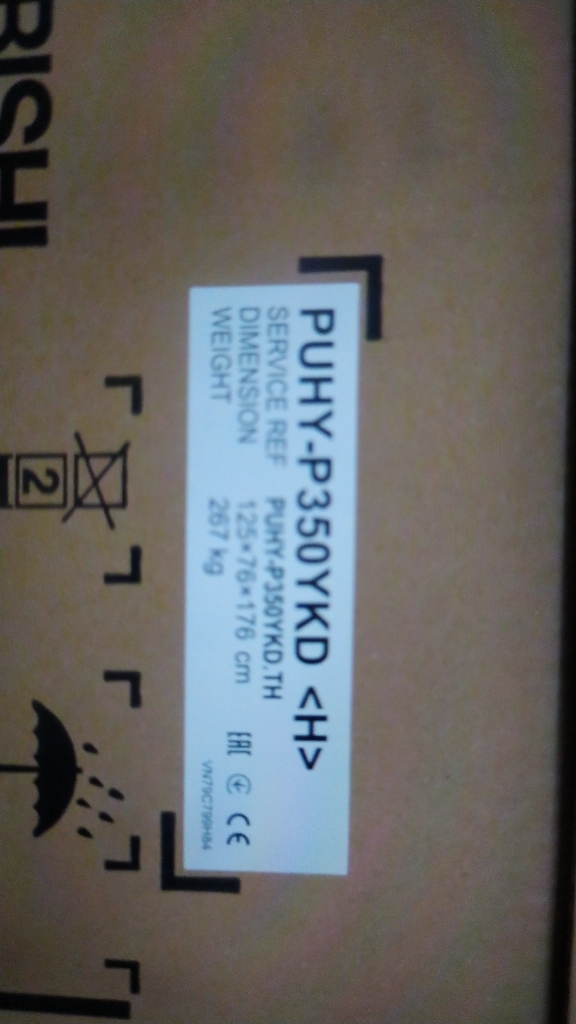 RISHI
PUHY-P350YKD <H>
SERVICE REF PUHY-P350YKD.TH
DIMENSION 125×76×176 cm
WEIGHT 267 kg
EAC CE
VN79C799H84
2